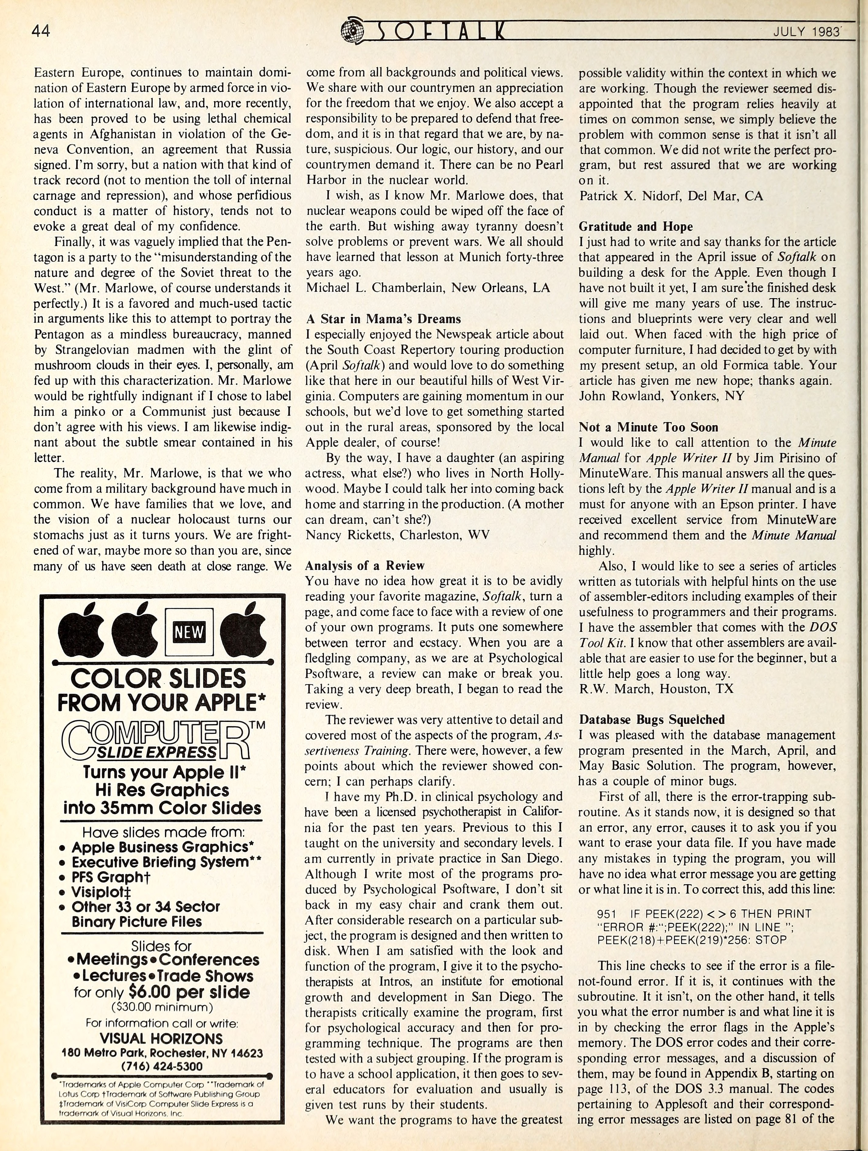 44
SOFTALK
JULY 1983
Eastern Europe, continues to maintain domi-
nation of Eastern Europe by armed force in vio-
lation of international law, and, more recently,
has been proved to be using lethal chemical
agents in Afghanistan in violation of the Ge-
neva Convention, an agreement that Russia
signed. I'm sorry, but a nation with that kind of
track record (not to mention the toll of internal
carnage and repression), and whose perfidious
conduct is a matter of history, tends not to
evoke a great deal of my confidence.
Finally, it was vaguely implied that the Pen-
tagon is a party to the "misunderstanding of the
nature and degree of the Soviet threat to the
West." (Mr. Marlowe, of course understands it
perfectly.) It is a favored and much-used tactic
in arguments like this to attempt to portray the
Pentagon as a mindless bureaucracy, manned
by Strangelovian madmen with the glint of
mushroom clouds in their eyes. I, personally, am
fed up with this characterization. Mr. Marlowe
would be rightfully indignant if I chose to label
him a pinko or a Communist just because I
don't agree with his views. I am likewise indig-
nant about the subtle smear contained in his
letter.
The reality, Mr. Marlowe, is that we who
come from a military background have much in
common. We have families that we love, and
the vision of a nuclear holocaust turns our
stomachs just as it turns yours. We are fright-
ened of war, maybe more so than you are, since
many of us have seen death at close range. We
NEW
COLOR SLIDES
FROM YOUR APPLE*
COMPUTER™
SLIDE EXPRESS
Turns your Apple II*
Hi Res Graphics
into 35mm Color Slides
Have slides made from:
• Apple Business Graphics*
• Executive Briefing System**
• PFS Graph†
• Visiplot‡
• Other 33 or 34 Sector
Binary Picture Files
Slides for
•Meetings•Conferences
•Lectures•Trade Shows
for only $6.00 per slide
($30.00 minimum)
For information call or write:
VISUAL HORIZONS
180 Metro Park, Rochester, NY 14623
(716) 424-5300
*Trademarks of Apple Computer Corp **Trademark of
Lotus Corp †Trademark of Software Publishing Group
‡Trademark of VisiCorp Computer Slide Express is a
trademark of Visual Horizons, Inc.
come from all backgrounds and political views.
We share with our countrymen an appreciation
for the freedom that we enjoy. We also accept a
responsibility to be prepared to defend that free-
dom, and it is in that regard that we are, by na-
ture, suspicious. Our logic, our history, and our
countrymen demand it. There can be no Pearl
Harbor in the nuclear world.
I wish, as I know Mr. Marlowe does, that
nuclear weapons could be wiped off the face of
the earth. But wishing away tyranny doesn't
solve problems or prevent wars. We all should
have learned that lesson at Munich forty-three
years ago.
Michael L. Chamberlain, New Orleans, LA
A Star in Mama's Dreams
I especially enjoyed the Newspeak article about
the South Coast Repertory touring production
(April Softalk) and would love to do something
like that here in our beautiful hills of West Vir-
ginia. Computers are gaining momentum in our
schools, but we'd love to get something started
out in the rural areas, sponsored by the local
Apple dealer, of course!
By the way, I have a daughter (an aspiring
actress, what else?) who lives in North Holly-
wood. Maybe I could talk her into coming back
home and starring in the production. (A mother
can dream, can't she?)
Nancy Ricketts, Charleston, WV
Analysis of a Review
You have no idea how great it is to be avidly
reading your favorite magazine, Softalk, turn a
page, and come face to face with a review of one
of your own programs. It puts one somewhere
between terror and ecstacy. When you are a
fledgling company, as we are at Psychological
Psoftware, a review can make or break you.
Taking a very deep breath, I began to read the
review.
The reviewer was very attentive to detail and
covered most of the aspects of the program, As-
sertiveness Training. There were, however, a few
points about which the reviewer showed con-
cern; I can perhaps clarify.
I have my Ph.D. in clinical psychology and
have been a licensed psychotherapist in Califor-
nia for the past ten years. Previous to this I
taught on the university and secondary levels. I
am currently in private practice in San Diego.
Although I write most of the programs pro-
duced by Psychological Psoftware, I don't sit
back in my easy chair and crank them out.
After considerable research on a particular sub-
ject, the program is designed and then written to
disk. When I am satisfied with the look and
function of the program, I give it to the psycho-
therapists at Intros, an institute for emotional
growth and development in San Diego. The
therapists critically examine the program, first
for psychological accuracy and then for pro-
gramming technique. The programs are then
tested with a subject grouping. If the program is
to have a school application, it then goes to sev-
eral educators for evaluation and usually is
given test runs by their students.
We want the programs to have the greatest
possible validity within the context in which we
are working. Though the reviewer seemed dis-
appointed that the program relies heavily at
times on common sense, we simply believe the
problem with common sense is that it isn't all
that common. We did not write the perfect pro-
gram, but rest assured that we are working
on it.
Patrick X. Nidorf, Del Mar, CA
Gratitude and Hope
I just had to write and say thanks for the article
that appeared in the April issue of Softalk on
building a desk for the Apple. Even though I
have not built it yet, I am sure the finished desk
will give me many years of use. The instruc-
tions and blueprints were very clear and well
laid out. When faced with the high price of
computer furniture, I had decided to get by with
my present setup, an old Formica table. Your
article has given me new hope; thanks again.
John Rowland, Yonkers, NY
Not a Minute Too Soon
I would like to call attention to the Minute
Manual for Apple Writer II by Jim Pirisino of
MinuteWare. This manual answers all the ques-
tions left by the Apple Writer II manual and is a
must for anyone with an Epson printer. I have
received excellent service from MinuteWare
and recommend them and the Minute Manual
highly.
Also, I would like to see a series of articles
written as tutorials with helpful hints on the use
of assembler-editors including examples of their
usefulness to programmers and their programs.
I have the assembler that comes with the DOS
Tool Kit. I know that other assemblers are avail-
able that are easier to use for the beginner, but a
little help goes a long way.
R.W. March, Houston, TX
Database Bugs Squelched
I was pleased with the database management
program presented in the March, April, and
May Basic Solution. The program, however,
has a couple of minor bugs.
First of all, there is the error-trapping sub-
routine. As it stands now, it is designed so that
an error, any error, causes it to ask you if you
want to erase your data file. If you have made
any mistakes in typing the program, you will
have no idea what error message you are getting
or what line it is in. To correct this, add this line:
951 IF PEEK(222) < > 6 THEN PRINT
"ERROR #:";PEEK(222);" IN LINE ";
PEEK(218)+PEEK(219)*256: STOP
This line checks to see if the error is a file-
not-found error. If it is, it continues with the
subroutine. It it isn't, on the other hand, it tells
you what the error number is and what line it is
in by checking the error flags in the Apple's
memory. The DOS error codes and their corre-
sponding error messages, and a discussion of
them, may be found in Appendix B, starting on
page 113, of the DOS 3.3 manual. The codes
pertaining to Applesoft and their correspond-
ing error messages are listed on page 81 of the